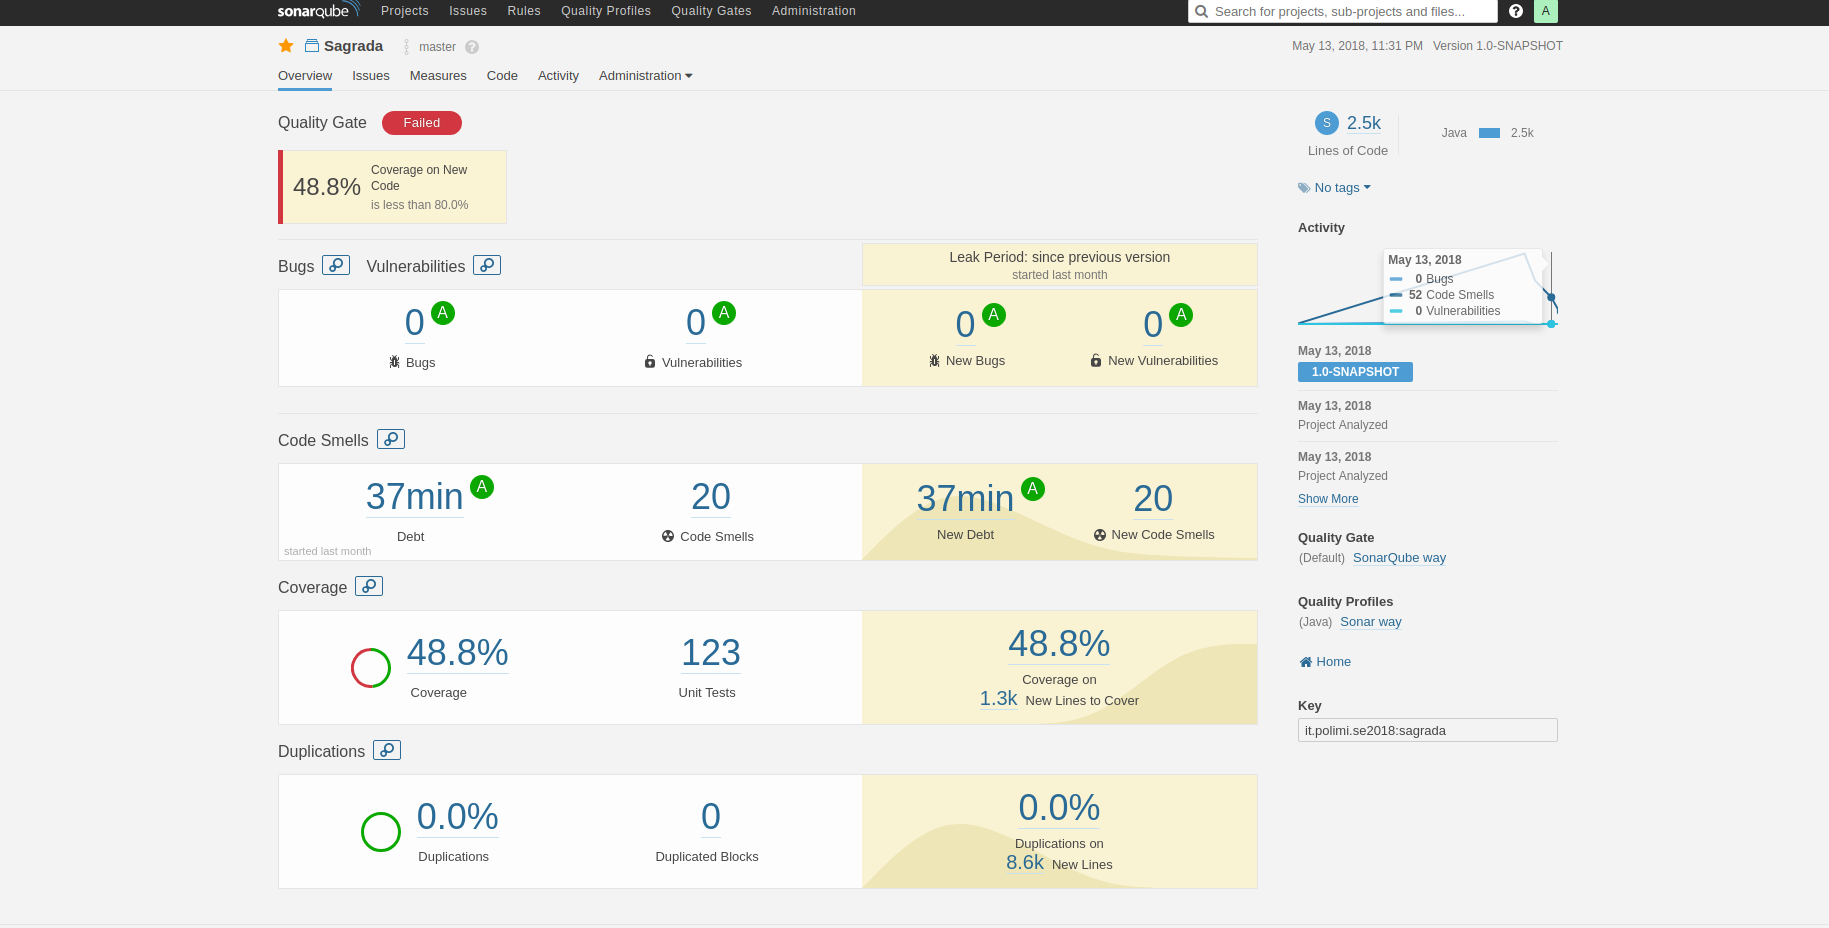 sonarqube Projects Issues Rules Quality Profiles Quality Gates Administration Search for projects, sub-projects and files... ? A
Sagrada master ? May 13, 2018, 11:31 PM Version 1.0-SNAPSHOT
Overview Issues Measures Code Activity Administration
Quality Gate Failed
48.8% Coverage on New
Code
is less than 80.0%
Bugs Vulnerabilities
Leak Period: since previous version
started last month
0 A
Bugs
0 A
Vulnerabilities
0 A
New Bugs
0 A
New Vulnerabilities
Code Smells
37min A
Debt
started last month
20
Code Smells
37min A
New Debt
20
New Code Smells
Coverage
48.8%
Coverage
123
Unit Tests
48.8%
Coverage on
1.3k New Lines to Cover
Duplications
0.0%
Duplications
0
Duplicated Blocks
0.0%
Duplications on
8.6k New Lines
S 2.5k
Lines of Code
Java 2.5k
No tags
Activity
May 13, 2018
0 Bugs
52 Code Smells
0 Vulnerabilities
May 13, 2018
1.0-SNAPSHOT
May 13, 2018
Project Analyzed
May 13, 2018
Project Analyzed
Show More
Quality Gate
(Default) SonarQube way
Quality Profiles
(Java) Sonar way
Home
Key
it.polimi.se2018:sagrada